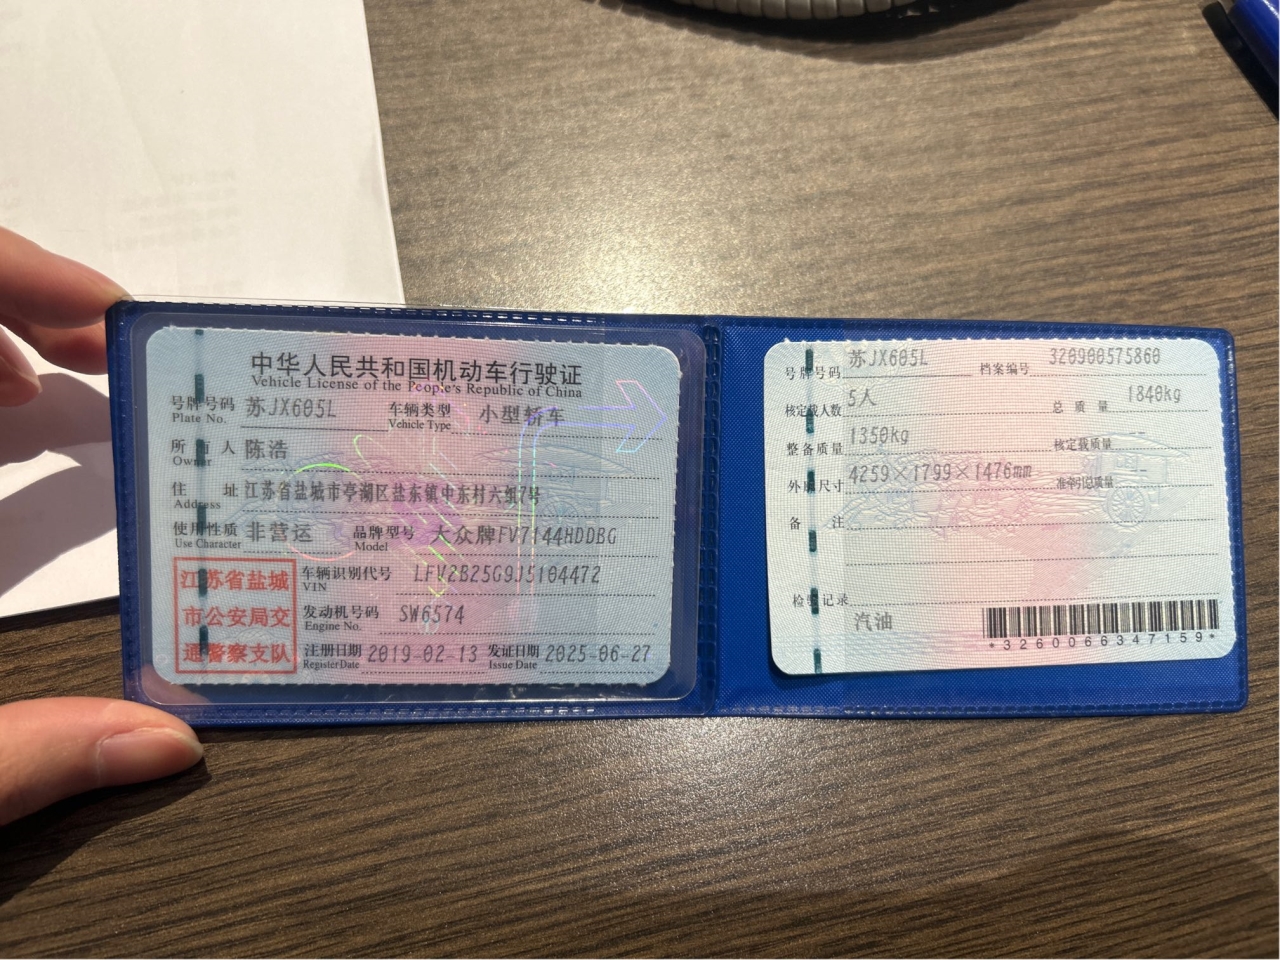 中华人民共和国机动车行驶证
Vehicle License of the People's Republic of China
号牌号码 苏JX605L 车辆类型 小型轿车
Plate No. Vehicle Type
所有人 陈浩
Owner
住址 江苏省盐城市亭湖区盐东镇中东村六组7号
Address
使用性质 非营运 品牌型号 大众牌FV7144HDDBG
Use Character Model
江苏省盐城
市公安局交
通警察支队
车辆识别代号 LFV2B25G9J5104472
VIN
发动机号码 SW6574
Engine No.
注册日期 2019-02-13 发证日期 2025-06-27
Register Date Issue Date
号牌号码 苏JX605L 档案编号 320900575860
核定载人数 5人 总质量 1840kg
整备质量 1350kg 核定载质量 --
外廓尺寸 4259×1799×1476mm 准牵引总质量 --
备注
检验记录
汽油
*3260066347159*